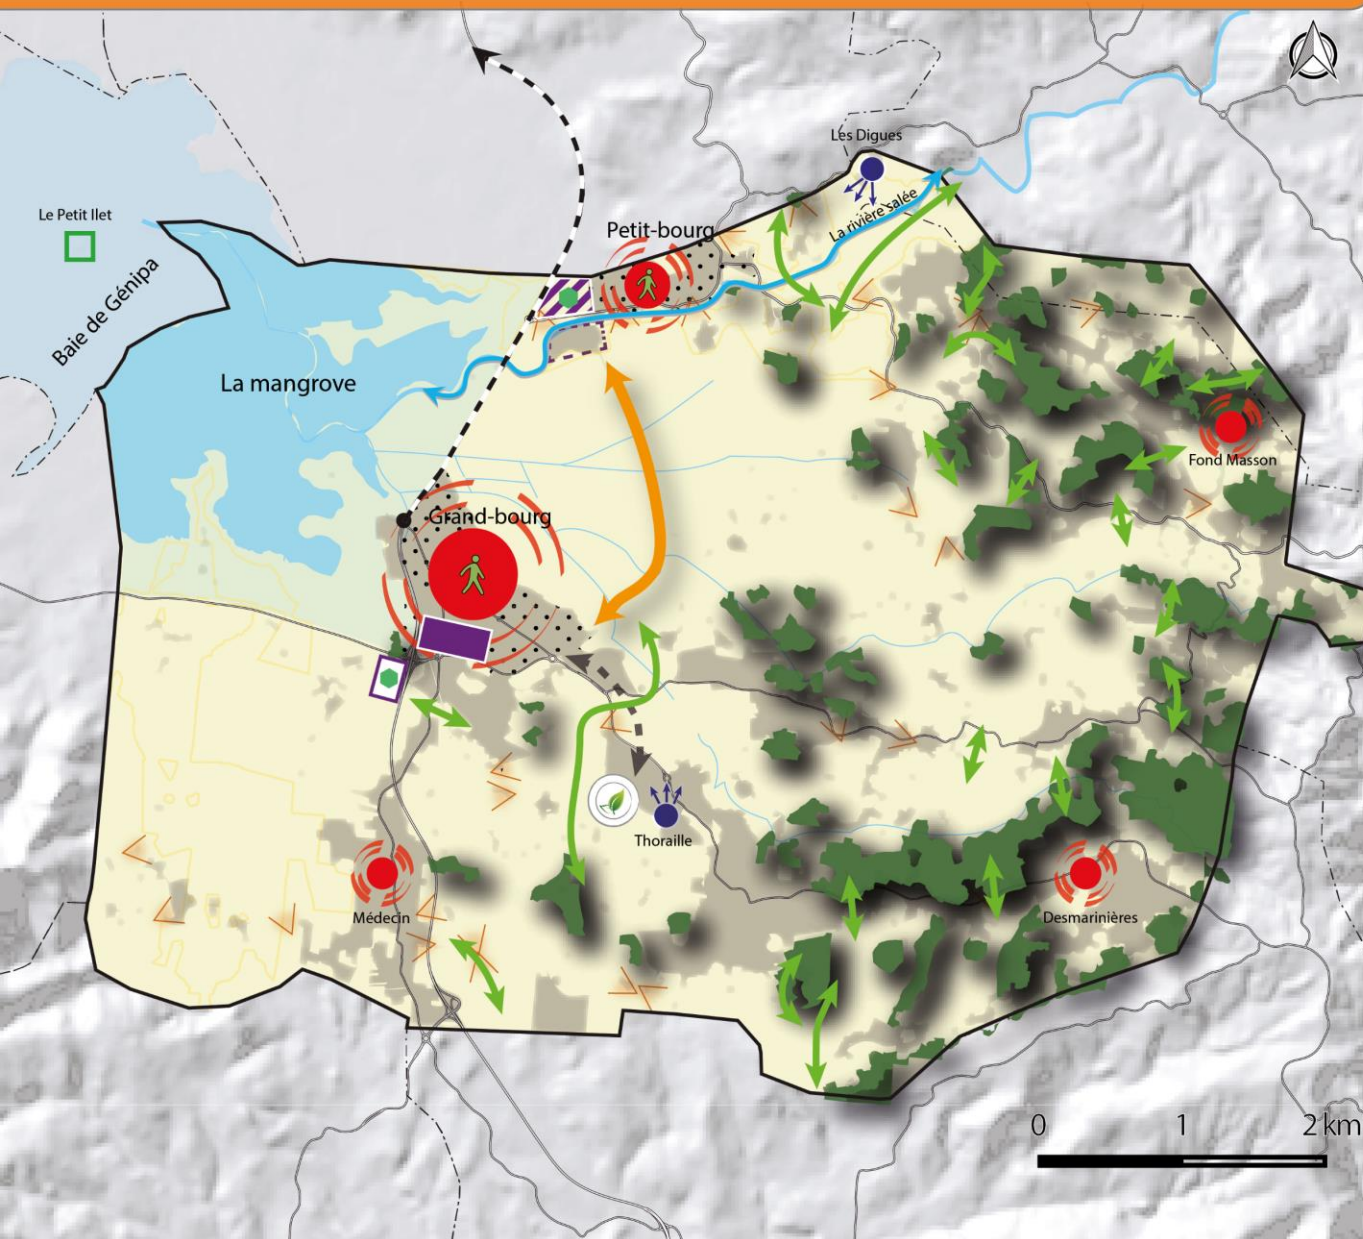 Les Digues
La rivière salée
Le Petit Ilet
Petit-bourg
Baie de Génipa
La mangrove
Fond Masson
Grand-bourg
Thoraille
Médecin
Desmarinières
0 1 2 km